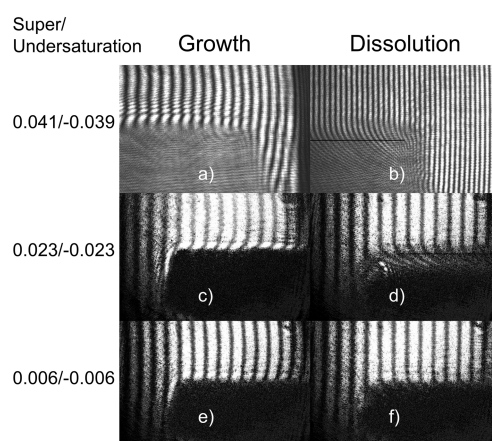 Super/
Undersaturation
Growth
Dissolution
0.041/-0.039
a)
b)
0.023/-0.023
c)
d)
0.006/-0.006
e)
f)